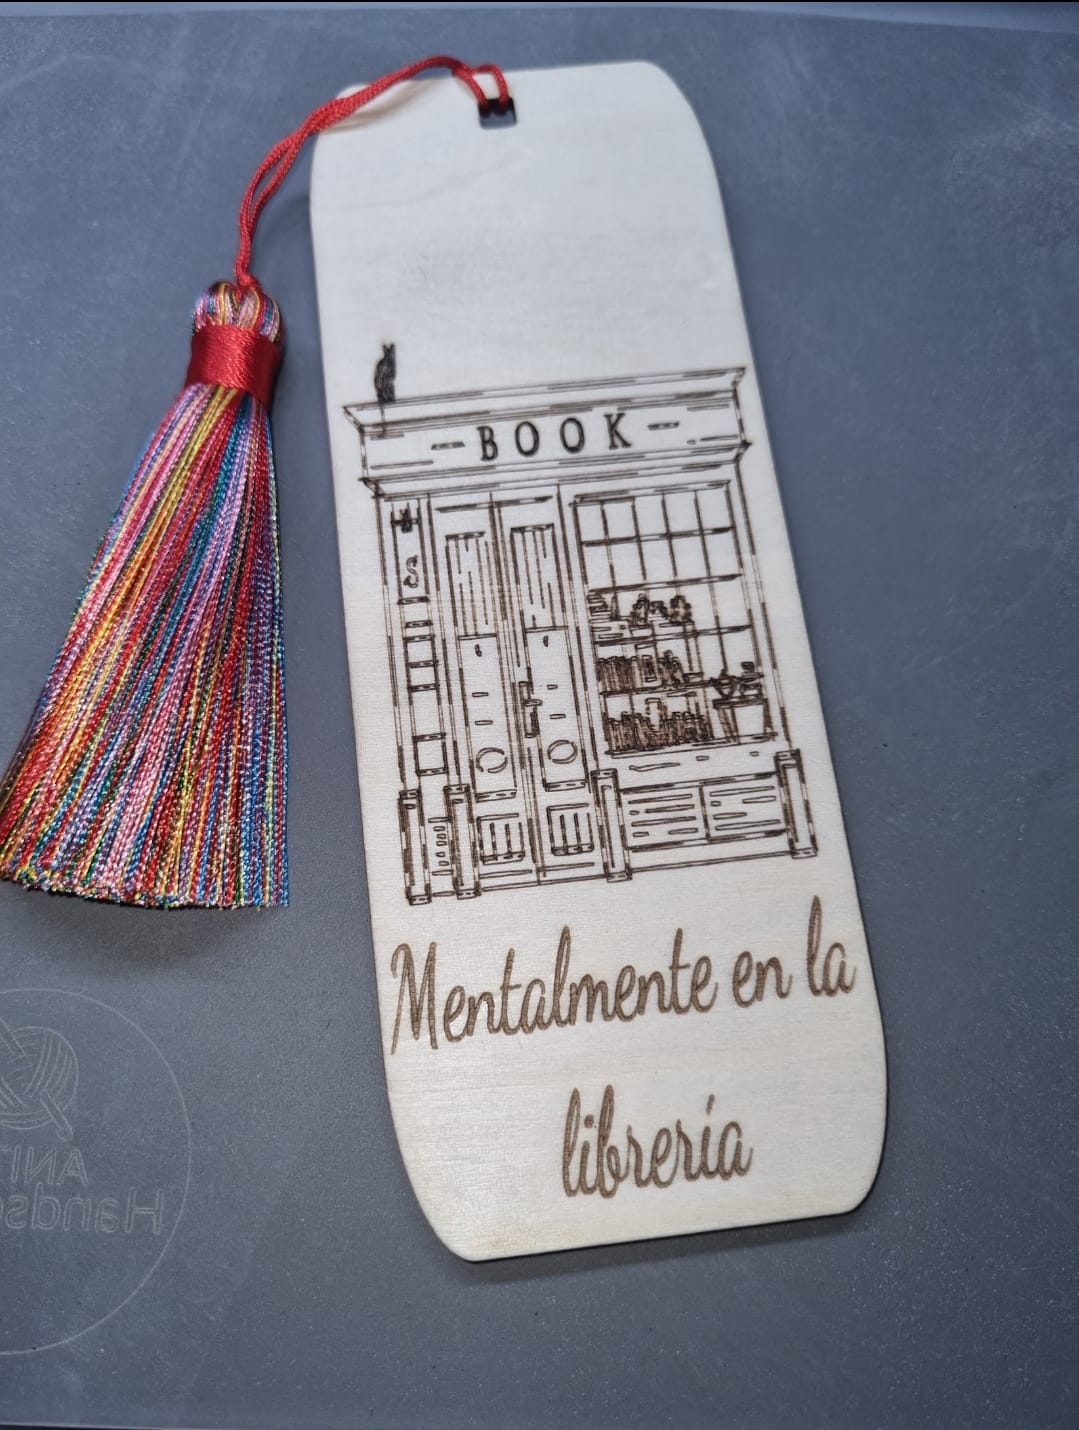 - BOOK -
Mentalmente en la
librería